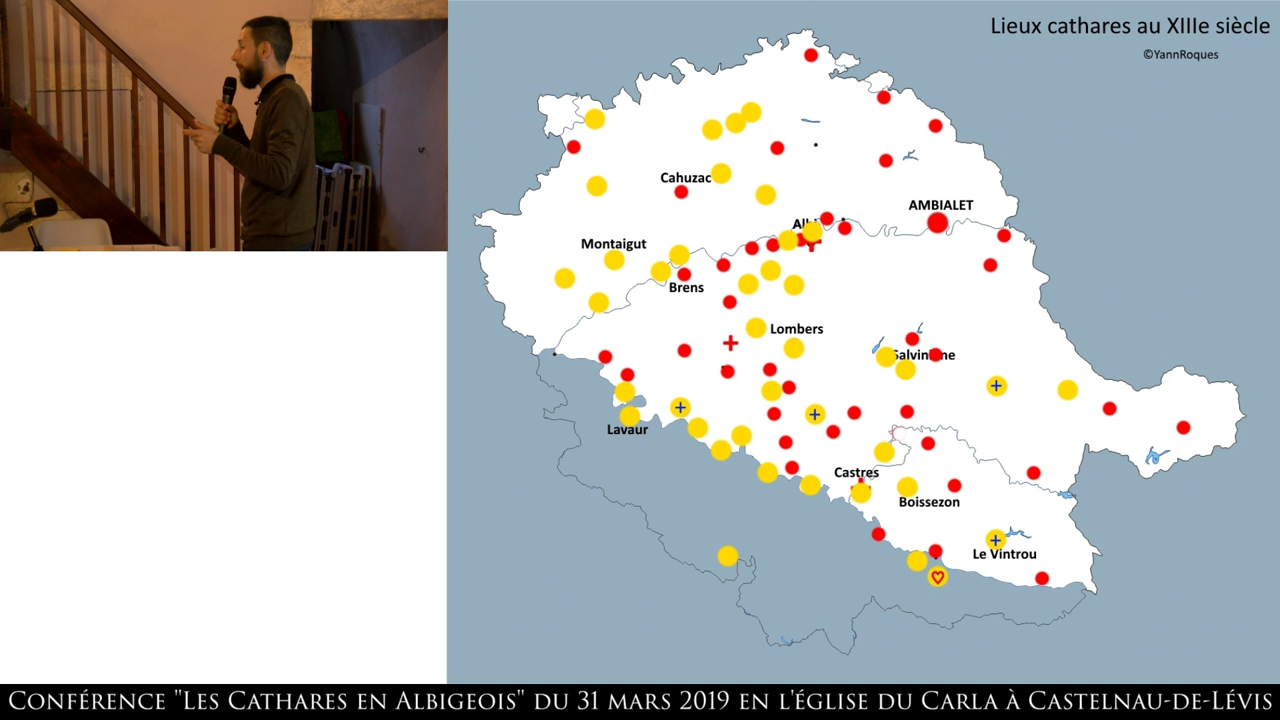 Lieux cathares au XIIIe siècle
©YannRoques
Cahuzac
AMBIALET
Montaigut
Brens
Lombers
Lavaur
Castres
Boissezon
Le Vintrou
Conférence "Les Cathares en Albigeois" du 31 mars 2019 en l'église du Carla à Castelnau-de-Lévis